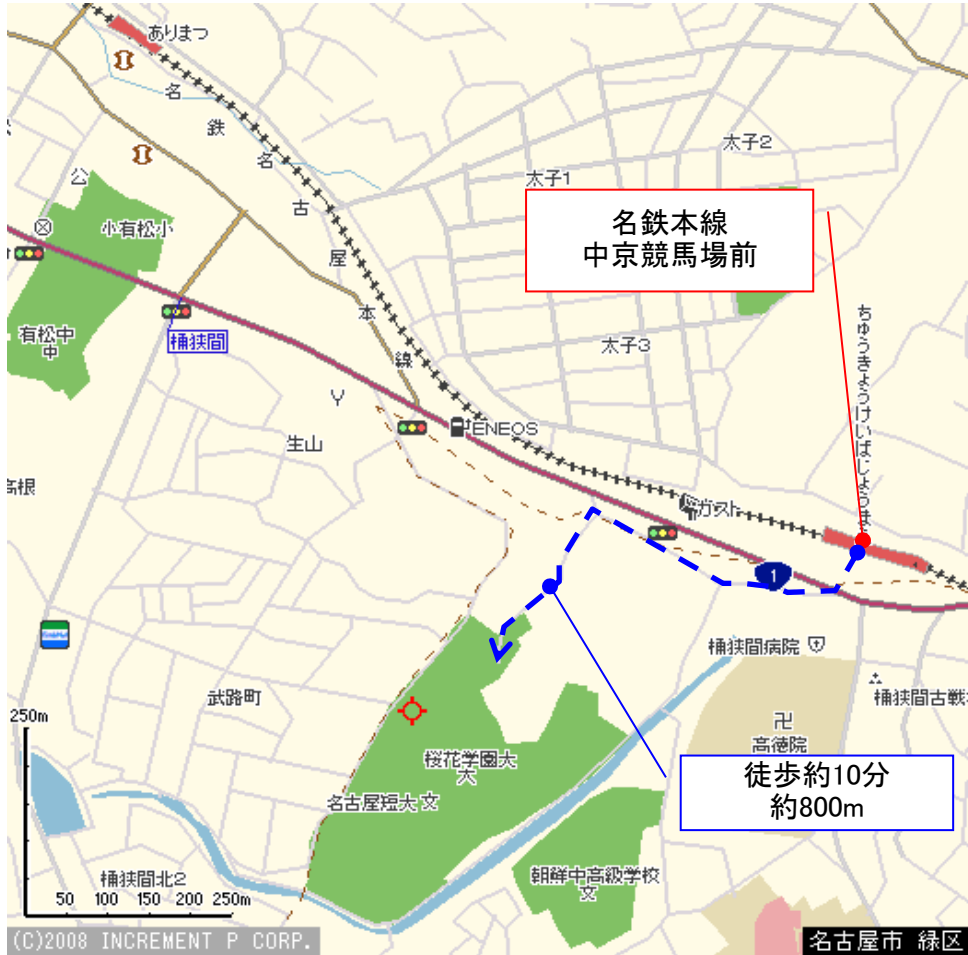 ありまつ
名鉄名古屋本線
公
小有松小
太子2
太子1
名鉄本線
中京競馬場前
有松中
中
桶狭間
太子3
ちゅうきょうけいばじょうま
ENEOS
生山
高根
ガスト
1
桶狭間病院
武路町
桶狭間古戦
250m
卍
高徳院
桜花学園大
大
徒歩約10分
約800m
名古屋短大 文
朝鮮中高級学校
文
桶狭間北2
50 100 150 200 250m
(C)2008 INCREMENT P CORP.
名古屋市 緑区